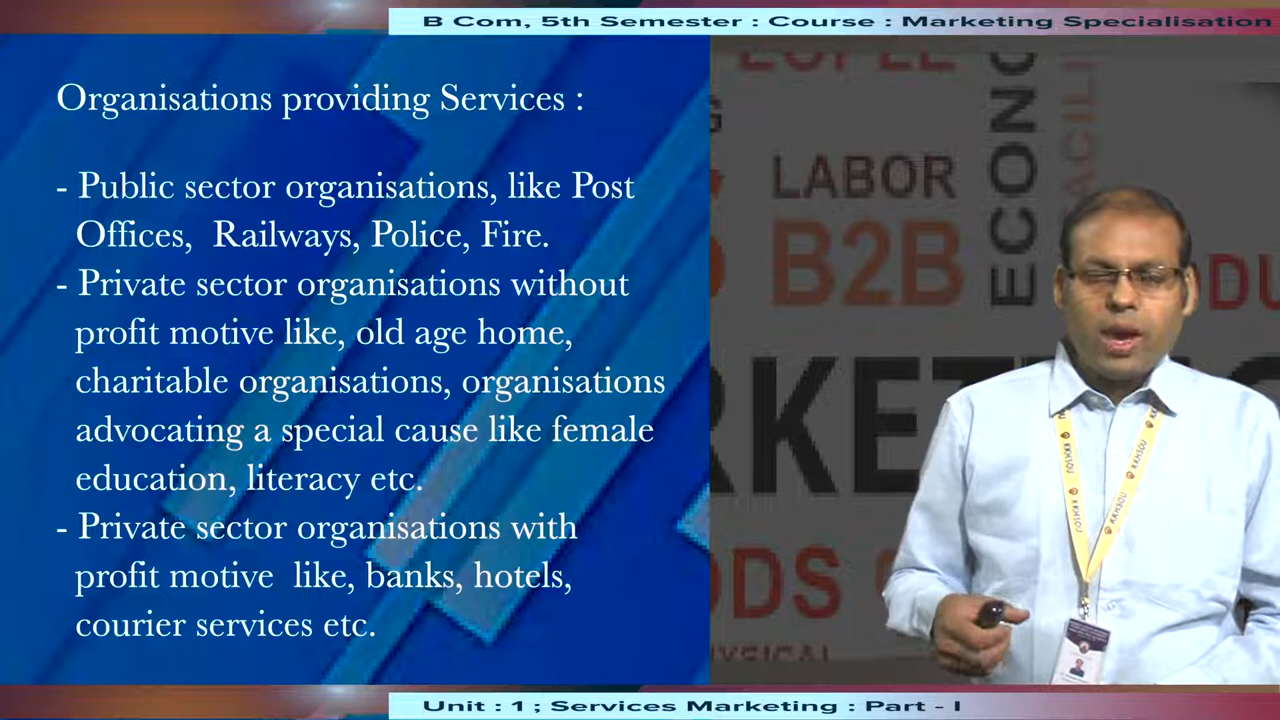 B Com, 5th Semester : Course : Marketing Specialisation
Organisations providing Services :
- Public sector organisations, like Post
Offices, Railways, Police, Fire.
- Private sector organisations without
profit motive like, old age home,
charitable organisations, organisations
advocating a special cause like female
education, literacy etc.
- Private sector organisations with
profit motive like, banks, hotels,
courier services etc.
LABOR
B2B
KKHSOU
KKHSOU
Unit : 1 ; Services Marketing : Part - I